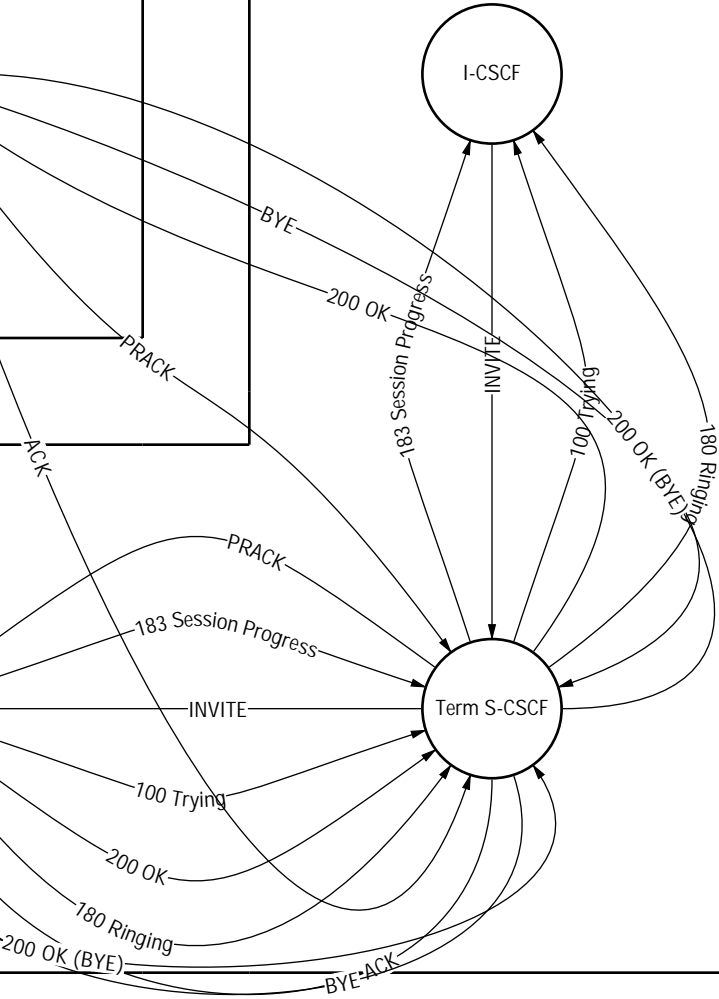 I-CSCF
BYE
200 OK
183 Session Progress
INVITE
100 Trying
PRACK
200 OK (BYE)
180 Ringing
ACK
PRACK
183 Session Progress
INVITE
Term S-CSCF
100 Trying
200 OK
180 Ringing
200 OK (BYE)
BYE
ACK